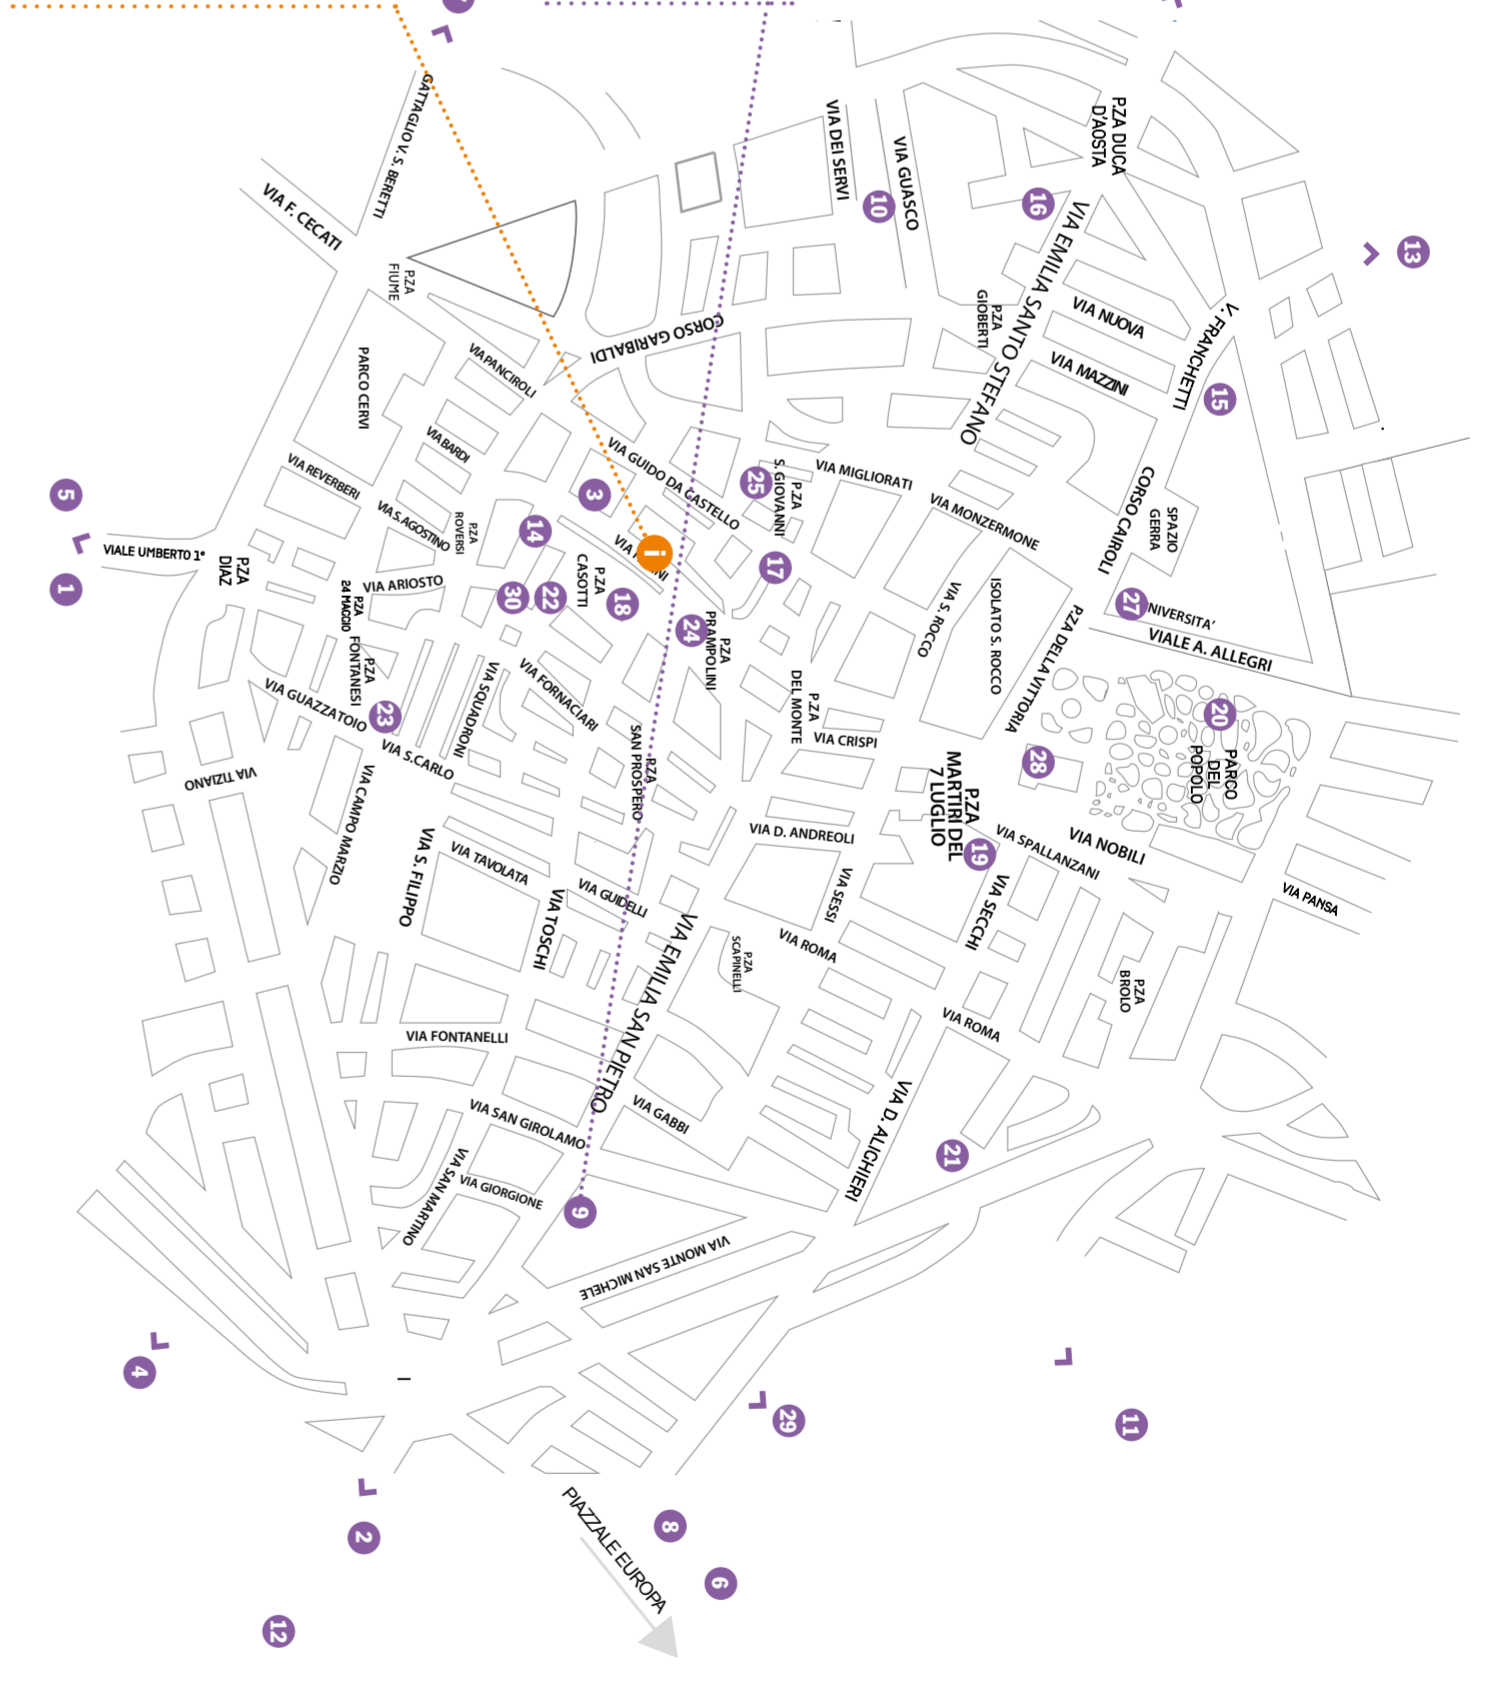 GATTAGLIO V. S. BERETTI
VIA F. CECATI
P.ZA
FIUME
VIA DEI SERVI
VIA GUASCO
10
P.ZA DUCA
D'AOSTA
16
13
VIA EMILIA SANTO STEFANO
P.ZA
GIOBERTI
VIA NUOVA
VIA MAZZINI
V. FRANCHETTI
15
CORSO GARIBALDI
PARCO CERVI
VIA PANCIROLI
VIA BARDI
VIA REVERBERI
VIA S.AGOSTINO
P.ZA
ROVERSI
VIA GUIDO DA CASTELLO
3
14
25
P.ZA
S. GIOVANNI
VIA MIGLIORATI
VIA MONZERMONE
CORSO CAIROLI
SPAZIO
GERRA
5
VIALE UMBERTO 1°
1
P.ZA
DIAZ
VIA ARIOSTO
P.ZA
24 MAGGIO
P.ZA
FONTANESI
30
22
P.ZA
CASOTTI
18
i
17
24
P.ZA
PRAMPOLINI
VIA S. ROCCO
ISOLATO S. ROCCO
P.ZA DELLA VITTORIA
27
NIVERSITA'
VIALE A. ALLEGRI
VIA GUAZZATOIO
23
VIA S.CARLO
VIA SQUADRONI
VIA FORNACIARI
P.ZA
SAN PROSPERO
P.ZA
DEL MONTE
VIA CRISPI
20
PARCO
DEL
POPOLO
28
P.ZA
MARTIRI DEL
7 LUGLIO
19
VIA SPALLANZANI
VIA NOBILI
VIA PANSA
VIA TIZIANO
VIA CAMPO MARZIO
VIA S. FILIPPO
VIA TAVOLATA
VIA TOSCHI
VIA GUIDELLI
VIA D. ANDREOLI
VIA SESSI
VIA SECCHI
VIA ROMA
P.ZA
SCAPINELLI
P.ZA
BROLO
VIA EMILIA SAN PIETRO
VIA FONTANELLI
VIA ROMA
VIA SAN GIROLAMO
VIA GABBI
VIA D. ALIGHIERI
21
VIA SAN MARTINO
VIA GIORGIONE
9
VIA MONTE SAN MICHELE
4
29
11
2
8
PIAZZALE EUROPA
6
12